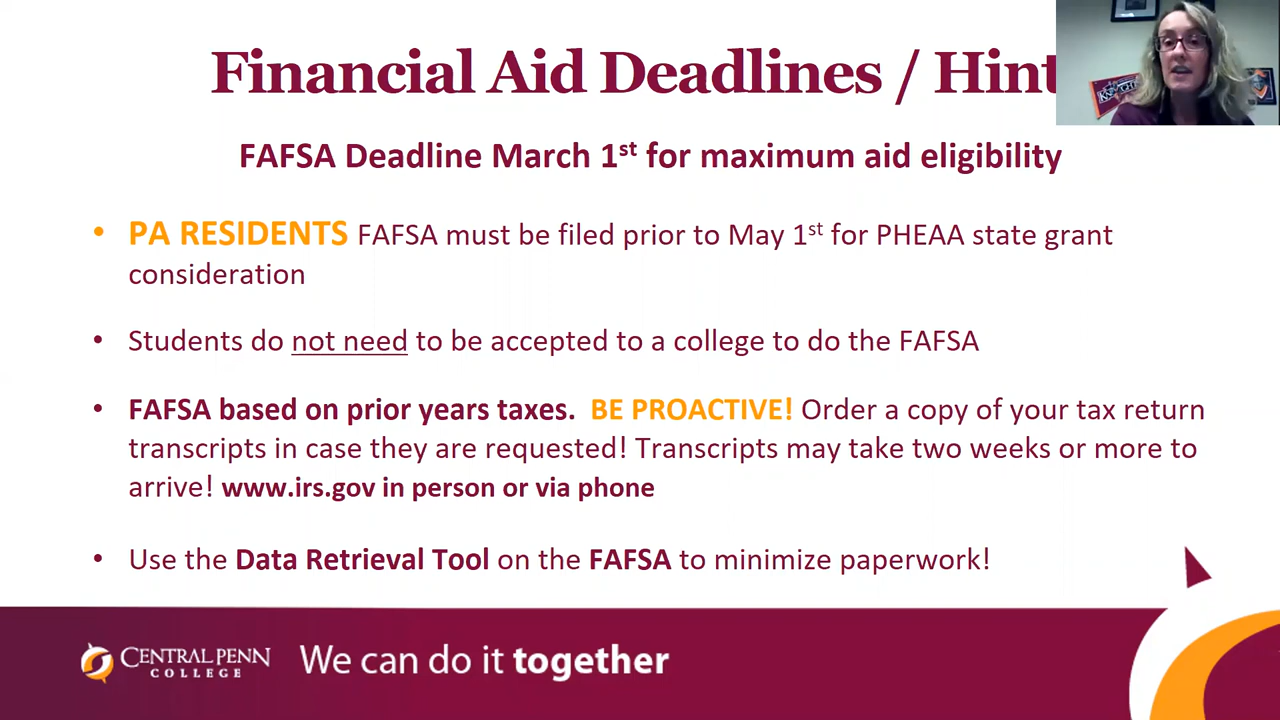 Financial Aid Deadlines / Hint
FAFSA Deadline March 1st for maximum aid eligibility
• PA RESIDENTS FAFSA must be filed prior to May 1st for PHEAA state grant
consideration
• Students do not need to be accepted to a college to do the FAFSA
• FAFSA based on prior years taxes. BE PROACTIVE! Order a copy of your tax return
transcripts in case they are requested! Transcripts may take two weeks or more to
arrive! www.irs.gov in person or via phone
• Use the Data Retrieval Tool on the FAFSA to minimize paperwork!
CENTRAL PENN
COLLEGE
We can do it together